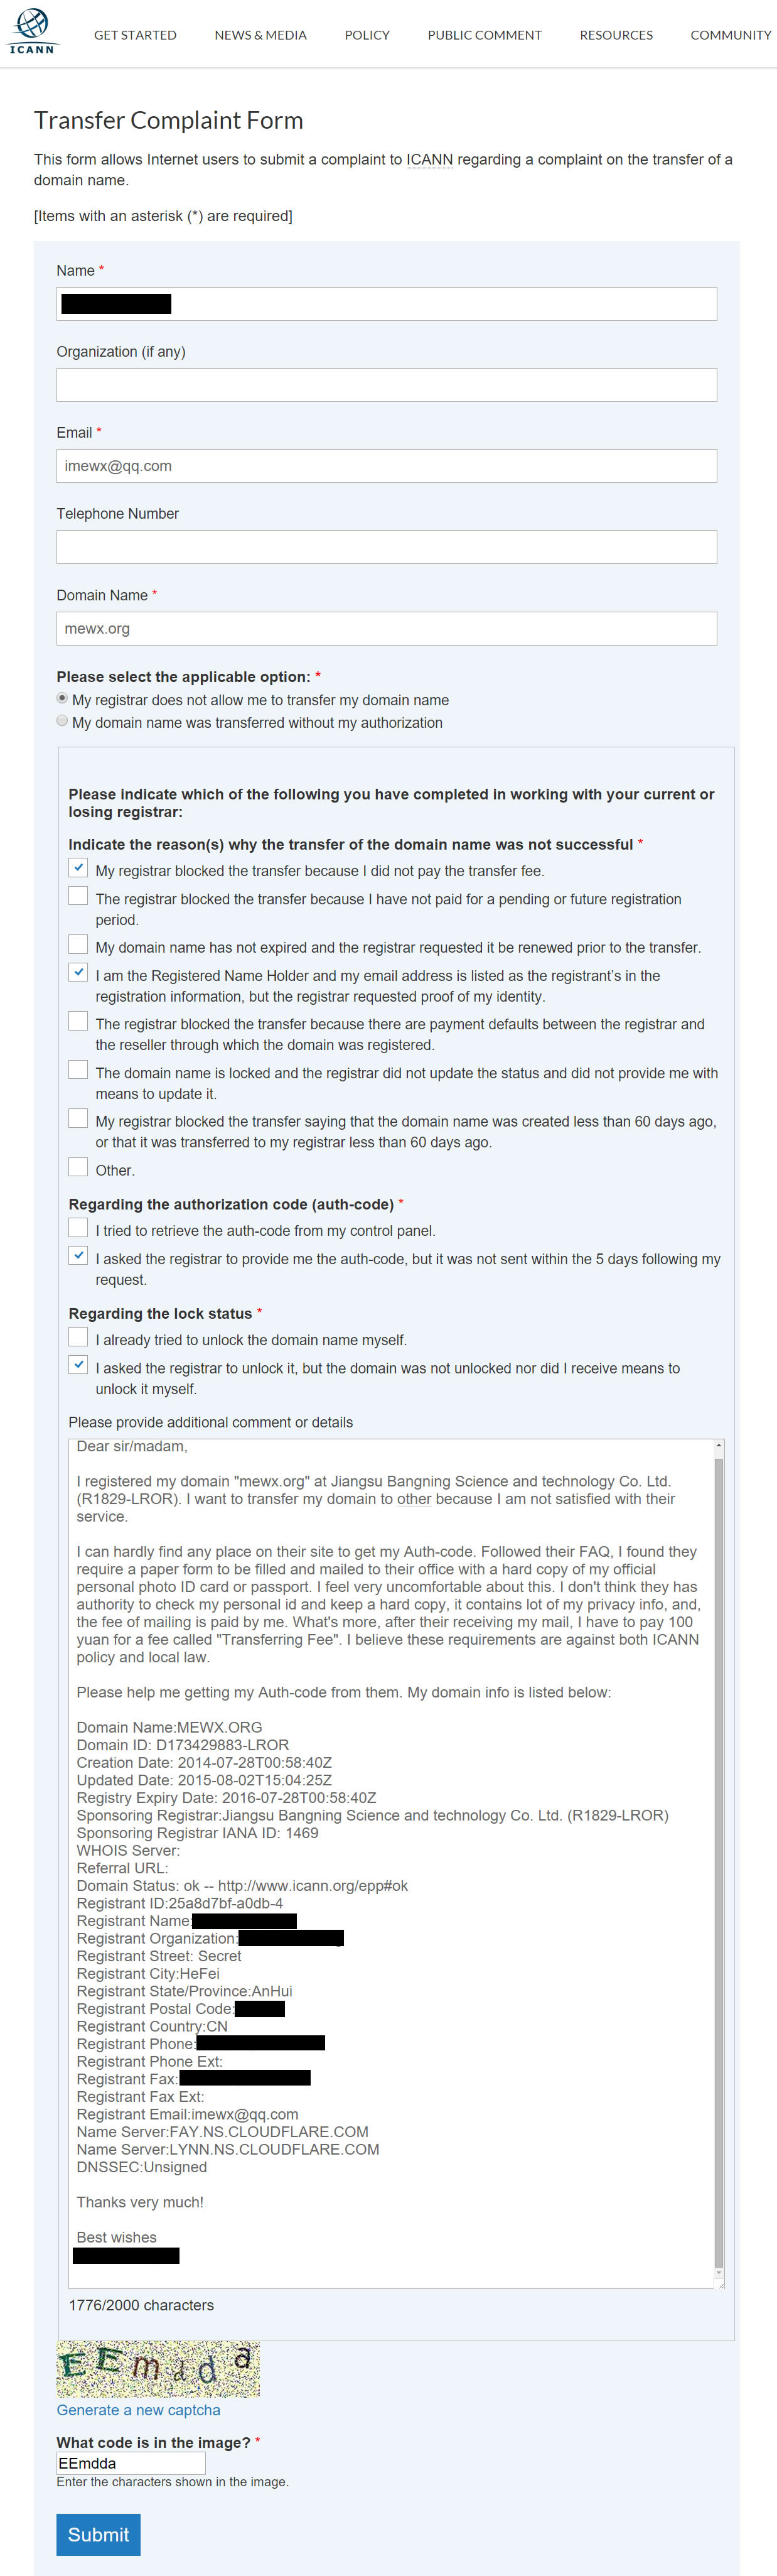 ICANN
GET STARTED NEWS & MEDIA POLICY PUBLIC COMMENT RESOURCES COMMUNITY
Transfer Complaint Form
This form allows Internet users to submit a complaint to ICANN regarding a complaint on the transfer of a
domain name.
[Items with an asterisk (*) are required]
Name *
Organization (if any)
Email *
imewx@qq.com
Telephone Number
Domain Name *
mewx.org
Please select the applicable option: *
My registrar does not allow me to transfer my domain name
My domain name was transferred without my authorization
Please indicate which of the following you have completed in working with your current or
losing registrar:
Indicate the reason(s) why the transfer of the domain name was not successful *
My registrar blocked the transfer because I did not pay the transfer fee.
The registrar blocked the transfer because I have not paid for a pending or future registration
period.
My domain name has not expired and the registrar requested it be renewed prior to the transfer.
I am the Registered Name Holder and my email address is listed as the registrant's in the
registration information, but the registrar requested proof of my identity.
The registrar blocked the transfer because there are payment defaults between the registrar and
the reseller through which the domain was registered.
The domain name is locked and the registrar did not update the status and did not provide me with
means to update it.
My registrar blocked the transfer saying that the domain name was created less than 60 days ago,
or that it was transferred to my registrar less than 60 days ago.
Other.
Regarding the authorization code (auth-code) *
I tried to retrieve the auth-code from my control panel.
I asked the registrar to provide me the auth-code, but it was not sent within the 5 days following my
request.
Regarding the lock status *
I already tried to unlock the domain name myself.
I asked the registrar to unlock it, but the domain was not unlocked nor did I receive means to
unlock it myself.
Please provide additional comment or details
Dear sir/madam,
I registered my domain "mewx.org" at Jiangsu Bangning Science and technology Co. Ltd.
(R1829-LROR). I want to transfer my domain to other because I am not satisfied with their
service.
I can hardly find any place on their site to get my Auth-code. Followed their FAQ, I found they
require a paper form to be filled and mailed to their office with a hard copy of my official
personal photo ID card or passport. I feel very uncomfortable about this. I don't think they has
authority to check my personal id and keep a hard copy, it contains lot of my privacy info, and,
the fee of mailing is paid by me. What's more, after their receiving my mail, I have to pay 100
yuan for a fee called "Transferring Fee". I believe these requirements are against both ICANN
policy and local law.
Please help me getting my Auth-code from them. My domain info is listed below:
Domain Name:MEWX.ORG
Domain ID: D173429883-LROR
Creation Date: 2014-07-28T00:58:40Z
Updated Date: 2015-08-02T15:04:25Z
Registry Expiry Date: 2016-07-28T00:58:40Z
Sponsoring Registrar:Jiangsu Bangning Science and technology Co. Ltd. (R1829-LROR)
Sponsoring Registrar IANA ID: 1469
WHOIS Server:
Referral URL:
Domain Status: ok -- http://www.icann.org/epp#ok
Registrant ID:25a8d7bf-a0db-4
Registrant Name:
Registrant Organization:
Registrant Street: Secret
Registrant City:HeFei
Registrant State/Province:AnHui
Registrant Postal Code:
Registrant Country:CN
Registrant Phone:
Registrant Phone Ext:
Registrant Fax:
Registrant Fax Ext:
Registrant Email:imewx@qq.com
Name Server:FAY.NS.CLOUDFLARE.COM
Name Server:LYNN.NS.CLOUDFLARE.COM
DNSSEC:Unsigned
Thanks very much!
Best wishes
1776/2000 characters
EEmdda
Generate a new captcha
What code is in the image? *
EEmdda
Enter the characters shown in the image.
Submit